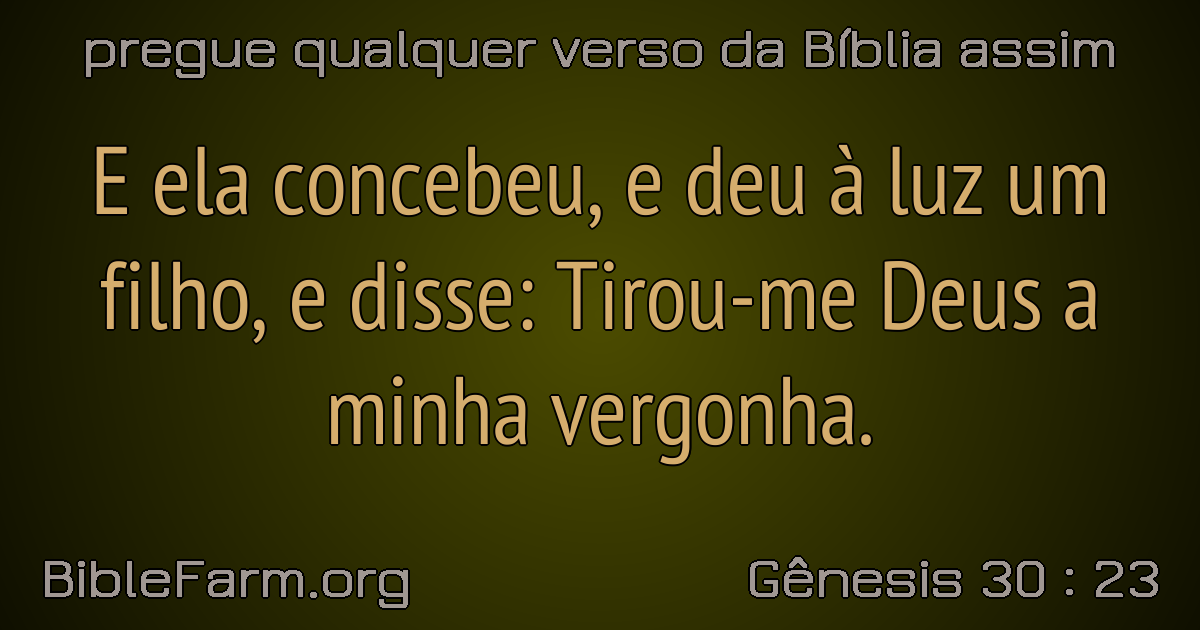 pregue qualquer verso da Bíblia assim
E ela concebeu, e deu à luz um
filho, e disse: Tirou-me Deus a
minha vergonha.
BibleFarm.org
Gênesis 30 : 23